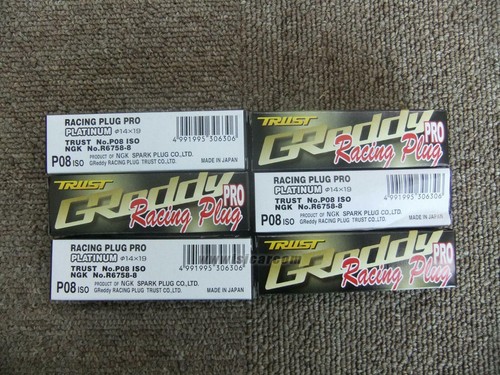 RACING PLUG PRO
PLATINUM ø14×19
TRUST No.P08 ISO
NGK No.R6758-8
4 991995 306306
P08 ISO
PRODUCT OF NGK SPARK PLUG CO.,LTD.
GReddy RACING PLUG TRUST CO.,LTD.
MADE IN JAPAN
TRUST
GReddy
PRO
Racing Plug
TRUST
GReddy
PRO
Racing Plug
RACING PLUG PRO
PLATINUM ø14×19
TRUST No.P08 ISO
NGK No.R6758-8
4 991995 306306
P08 ISO
PRODUCT OF NGK SPARK PLUG CO.,LTD.
GReddy RACING PLUG TRUST CO.,LTD.
MADE IN JAPAN
RACING PLUG PRO
PLATINUM ø14×19
TRUST No.P08 ISO
NGK No.R6758-8
4 991995 306306
P08 ISO
PRODUCT OF NGK SPARK PLUG CO.,LTD.
GReddy RACING PLUG TRUST CO.,LTD.
MADE IN JAPAN
TRUST
GReddy
PRO
Racing Plug